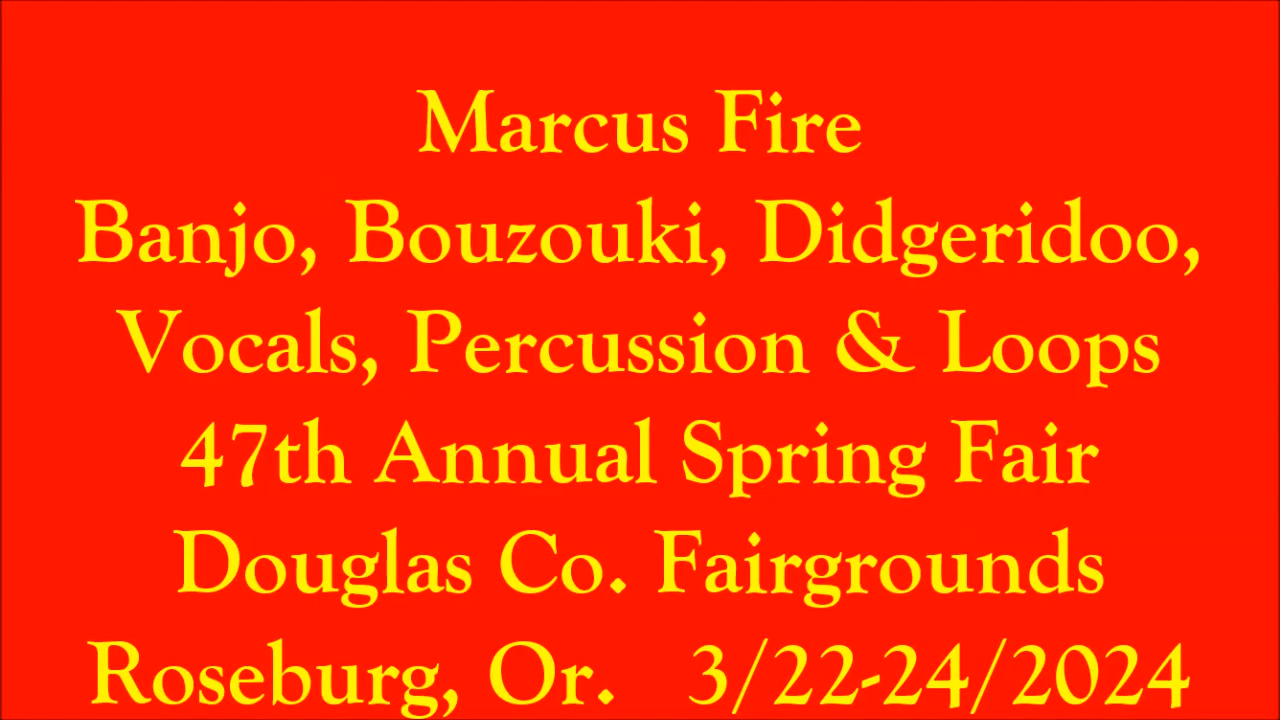 Marcus Fire
Banjo, Bouzouki, Didgeridoo,
Vocals, Percussion & Loops
47th Annual Spring Fair
Douglas Co. Fairgrounds
Roseburg, Or. 3/22-24/2024